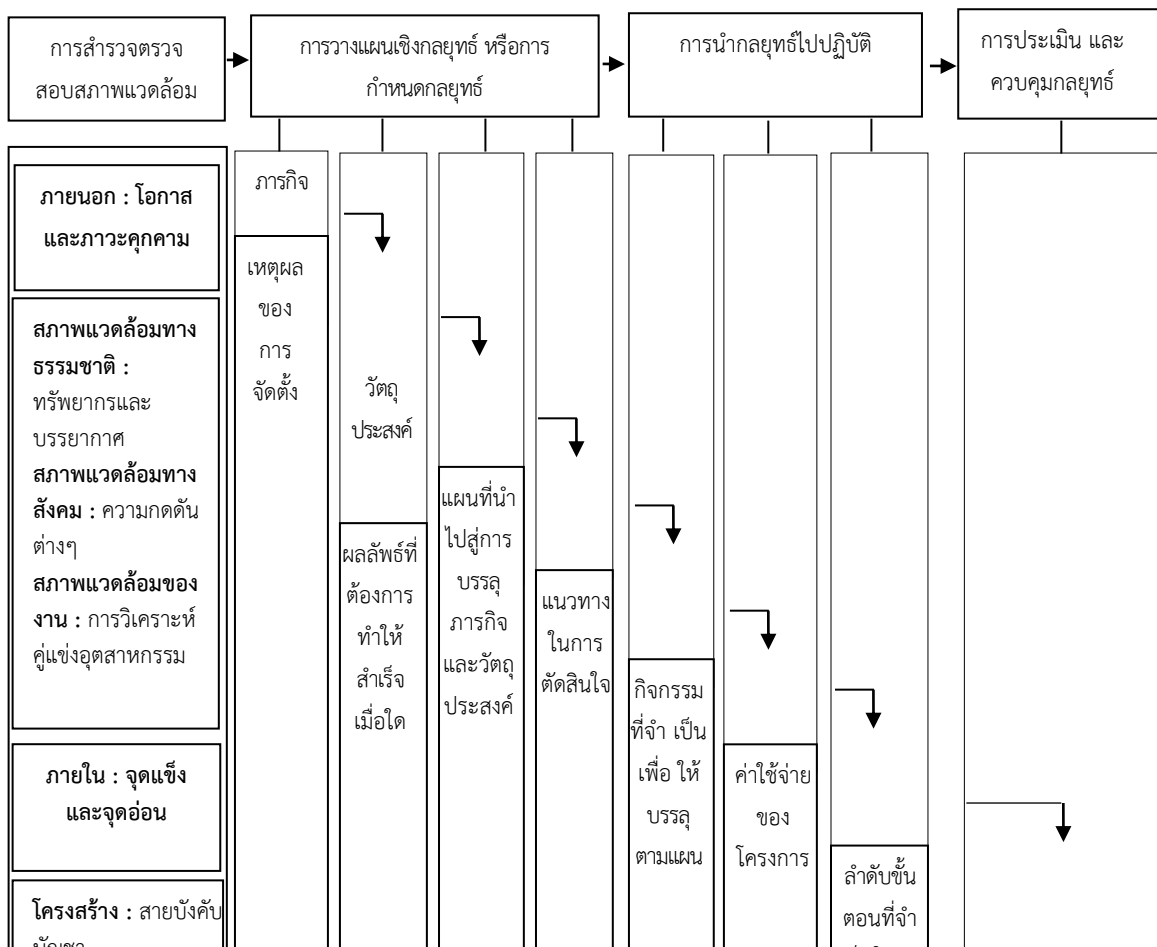 การสำรวจตรวจ
สอบสภาพแวดล้อม
การวางแผนเชิงกลยุทธ์ หรือการ
กำหนดกลยุทธ์
การนำกลยุทธ์ไปปฏิบัติ
การประเมิน และ
ควบคุมกลยุทธ์
ภายนอก : โอกาส
และภาวะคุกคาม
สภาพแวดล้อมทาง
ธรรมชาติ :
ทรัพยากรและ
บรรยากาศ
สภาพแวดล้อมทาง
สังคม : ความกดดัน
ต่างๆ
สภาพแวดล้อมของ
งาน : การวิเคราะห์
คู่แข่งอุตสาหกรรม
ภายใน : จุดแข็ง
และจุดอ่อน
โครงสร้าง : สายบังคับ
ภารกิจ
เหตุผล
ของ
การ
จัดตั้ง
วัตถุ
ประสงค์
ผลลัพธ์ที่
ต้องการ
ทำให้
สำเร็จ
เมื่อใด
แผนที่นำ
ไปสู่การ
บรรลุ
ภารกิจ
และวัตถุ
ประสงค์
แนวทาง
ในการ
ตัดสินใจ
กิจกรรม
ที่จำ เป็น
เพื่อ ให้
บรรลุ
ตามแผน
ค่าใช้จ่าย
ของ
โครงการ
ลำดับขั้น
ตอนที่จำ